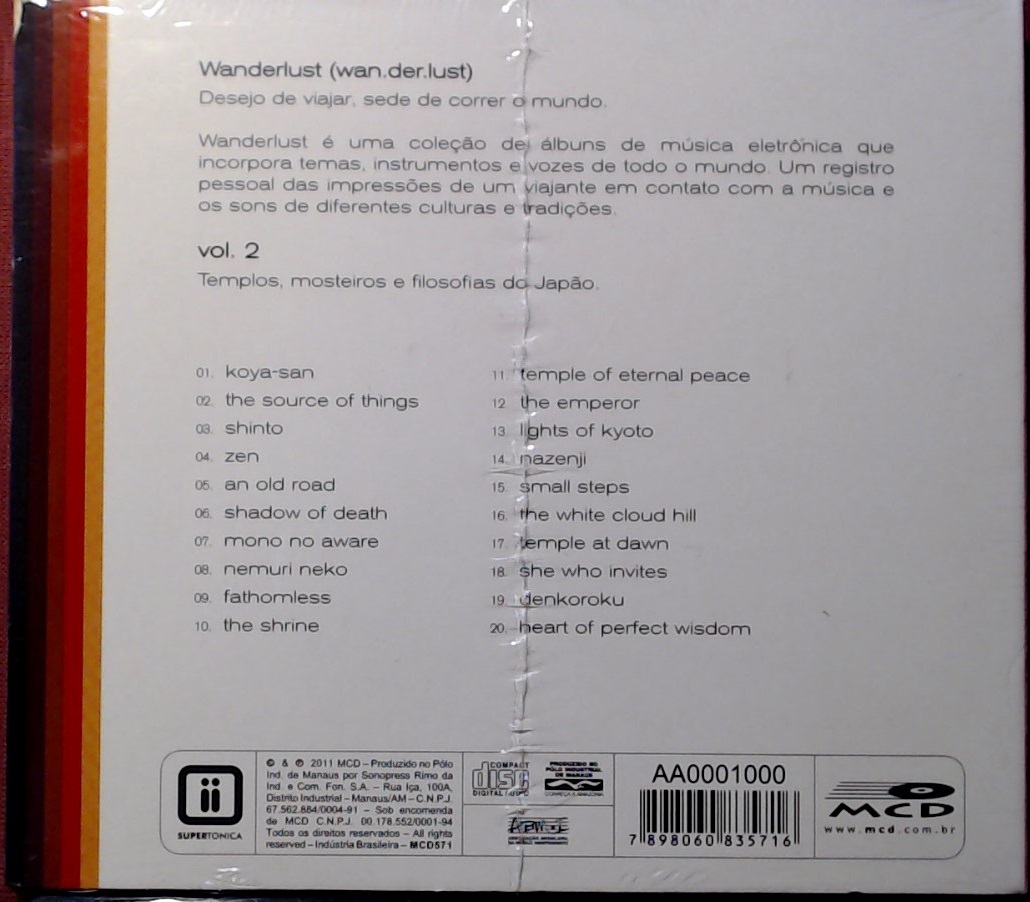 Wanderlust (wan.der.lust)
Desejo de viajar, sede de correr o mundo.
Wanderlust é uma coleção de álbuns de música eletrônica que
incorpora temas, instrumentos e vozes de todo o mundo. Um registro
pessoal das impressões de um viajante em contato com a música e
os sons de diferentes culturas e tradições.
vol. 2
Templos, mosteiros e filosofias do Japão.
01. koya-san
02. the source of things
03. shinto
04. zen
05. an old road
06. shadow of death
07. mono no aware
08. nemuri neko
09. fathomless
10. the shrine
11. temple of eternal peace
12. the emperor
13. lights of kyoto
14. nazenji
15. small steps
16. the white cloud hill
17. temple at dawn
18. she who invites
19. denkoroku
20. heart of perfect wisdom
ii
SUPERTONICA
© & ℗ 2011 MCD – Produzido no Pólo
Ind. de Manaus por Sonopress Rimo da
Ind. e Com. Fon. S.A. – Rua Içá, 100A,
Distrito Industrial – Manaus/AM – C.N.P.J.
67.562.884/0004-91 – Sob encomenda
de MCD C.N.P.J. 00.178.552/0001-94
Todos os direitos reservados – All rights
reserved – Indústria Brasileira – MCD571
COMPACT
disc
DIGITAL AUDIO
PRODUZIDO NO
PÓLO INDUSTRIAL
DE MANAUS
CONHEÇA A AMAZÔNIA
AA0001000
7 898060 835716
MCD
www.mcd.com.br